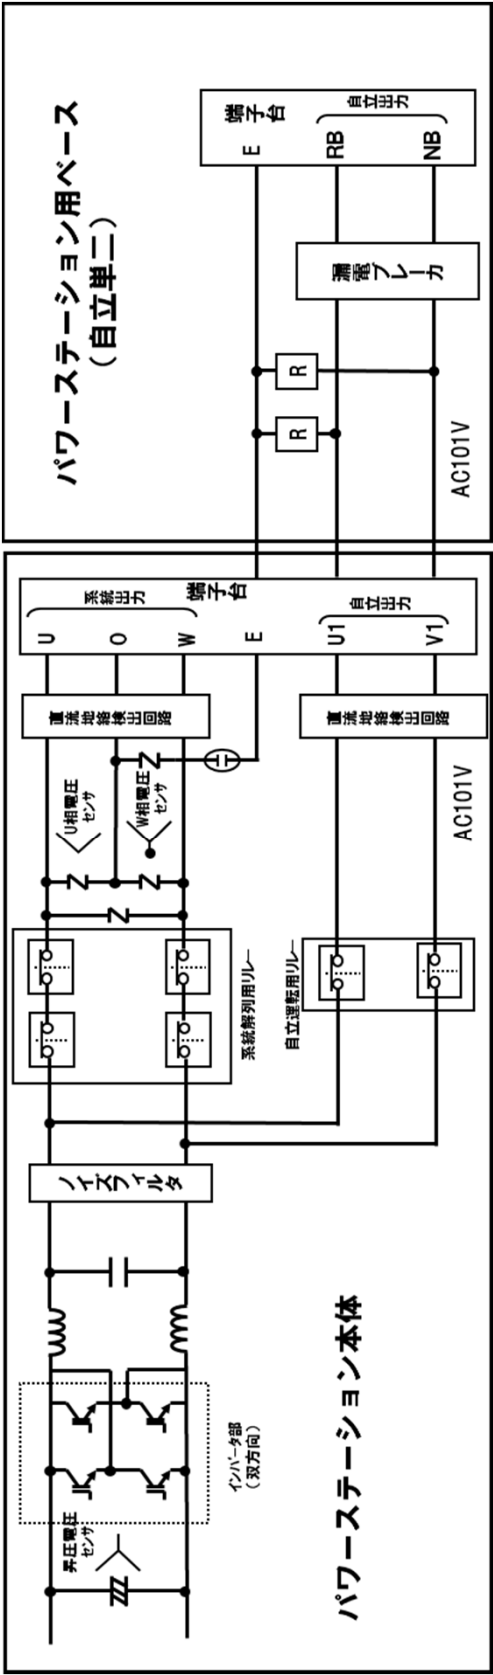 パワーステーション用ベース
（自立単二）
端子台
自立出力
E
RB
NB
漏電ブレーカ
R
R
AC101V
系統出力
端子台
自立出力
U
O
W
E
U1
V1
直流地絡検出回路
直流地絡検出回路
U相電圧
センサ
W相電圧
センサ
AC101V
系統解列用リレー
自立運転用リレー
ノイズフィルタ
インバータ部
（双方向）
昇圧電圧
センサ
パワーステーション本体